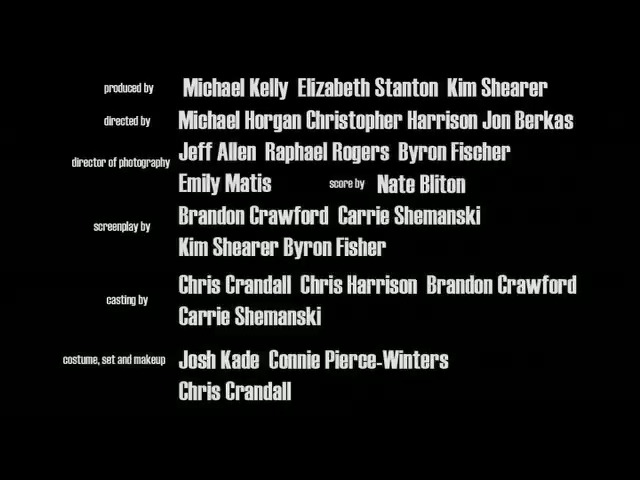 produced by Michael Kelly Elizabeth Stanton Kim Shearer
directed by Michael Horgan Christopher Harrison Jon Berkas
director of photography Jeff Allen Raphael Rogers Byron Fischer
Emily Matis score by Nate Bliton
screenplay by Brandon Crawford Carrie Shemanski
Kim Shearer Byron Fisher
casting by Chris Crandall Chris Harrison Brandon Crawford
Carrie Shemanski
costume, set and makeup Josh Kade Connie Pierce-Winters
Chris Crandall